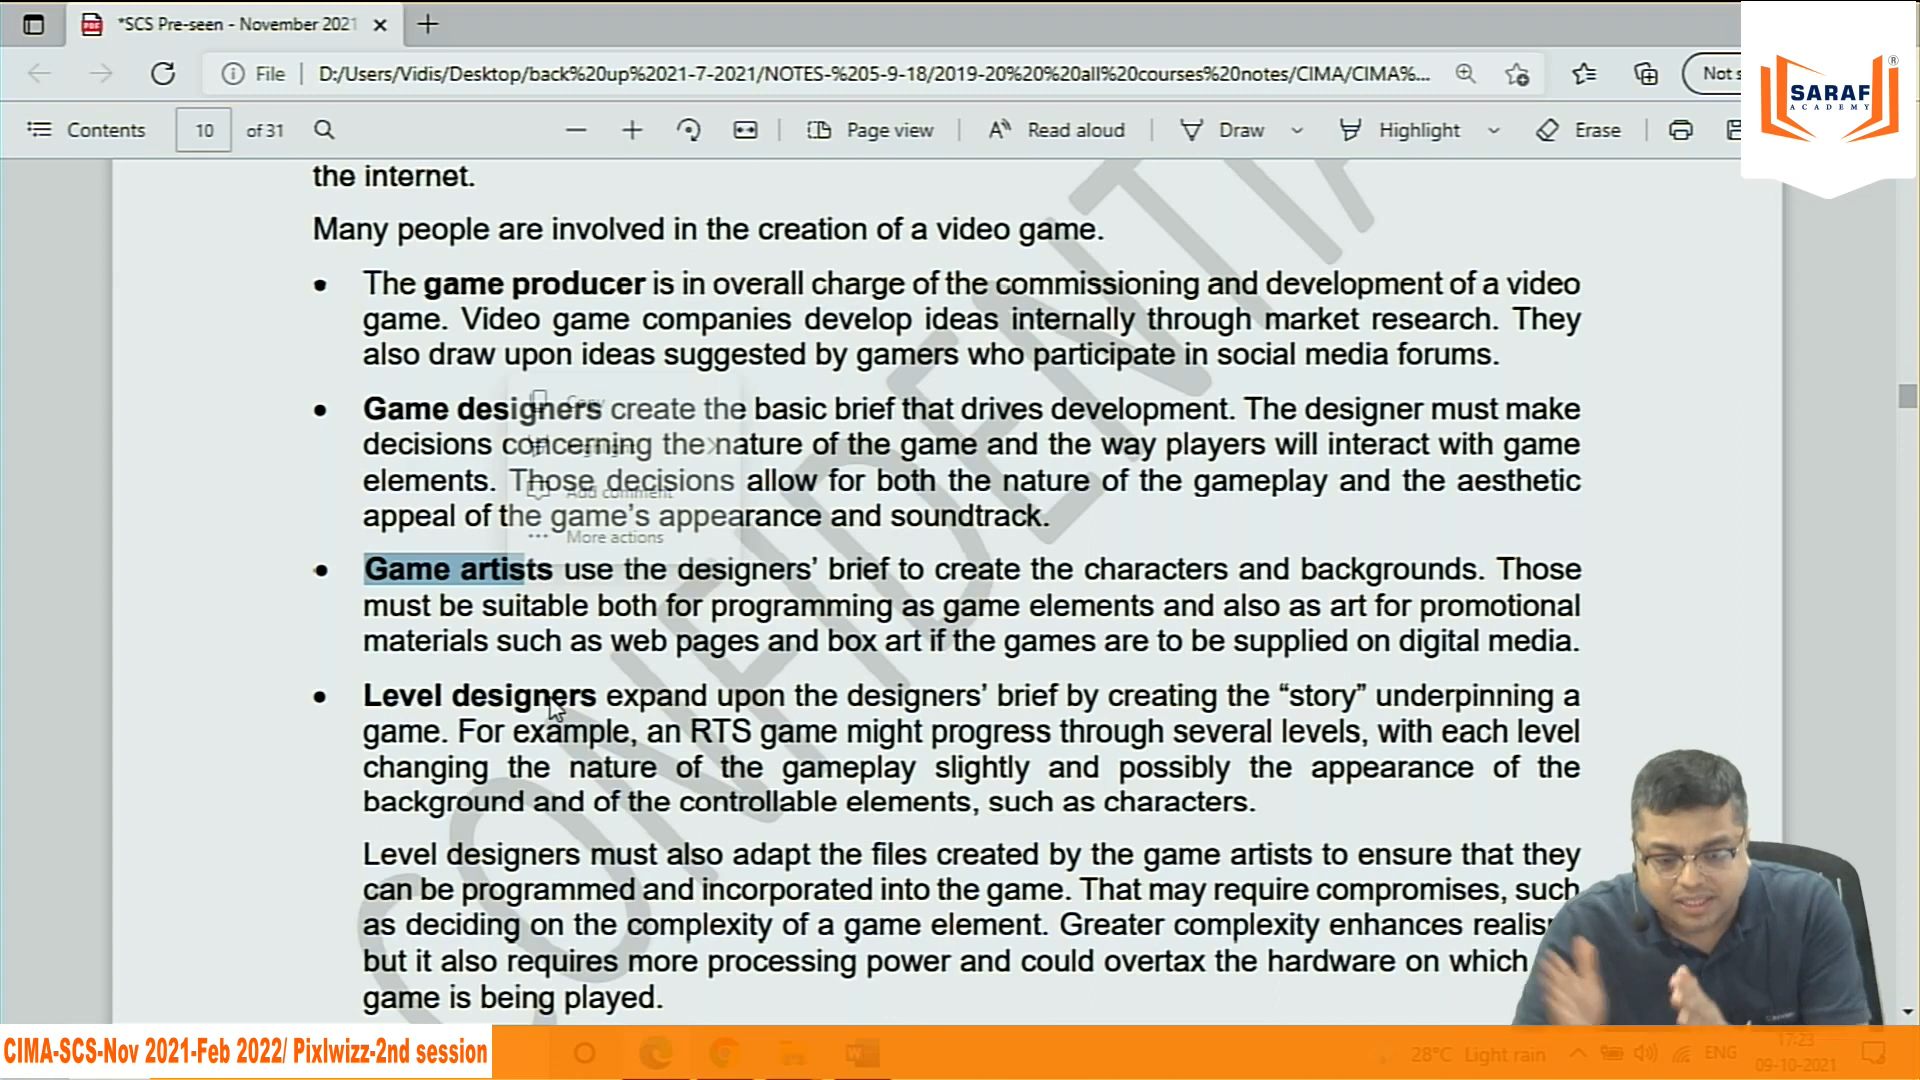 *SCS Pre-seen - November 2021
File
D:/Users/Vidis/Desktop/back%20up%2021-7-2021/NOTES-%205-9-18/2019-20%20%20all%20courses%20notes/CIMA/CIMA%...
Not s
SARAF
ACADEMY
®
Contents
10
of 31
Page view
Read aloud
Draw
Highlight
Erase
CONFIDENTIA
the internet.
Many people are involved in the creation of a video game.
• The game producer is in overall charge of the commissioning and development of a video
game. Video game companies develop ideas internally through market research. They
also draw upon ideas suggested by gamers who participate in social media forums.
• Game designers create the basic brief that drives development. The designer must make
decisions concerning the nature of the game and the way players will interact with game
elements. Those decisions allow for both the nature of the gameplay and the aesthetic
appeal of the game's appearance and soundtrack.
Copy
Highlight
Add comment
More actions
• Game artists use the designers' brief to create the characters and backgrounds. Those
must be suitable both for programming as game elements and also as art for promotional
materials such as web pages and box art if the games are to be supplied on digital media.
• Level designers expand upon the designers' brief by creating the “story” underpinning a
game. For example, an RTS game might progress through several levels, with each level
changing the nature of the gameplay slightly and possibly the appearance of the
background and of the controllable elements, such as characters.
Level designers must also adapt the files created by the game artists to ensure that they
can be programmed and incorporated into the game. That may require compromises, such
as deciding on the complexity of a game element. Greater complexity enhances realis
but it also requires more processing power and could overtax the hardware on which
game is being played.
CIMA-SCS-Nov 2021-Feb 2022/ Pixlwizz-2nd session
28°C Light rain
ENG
17:23
09-10-2021